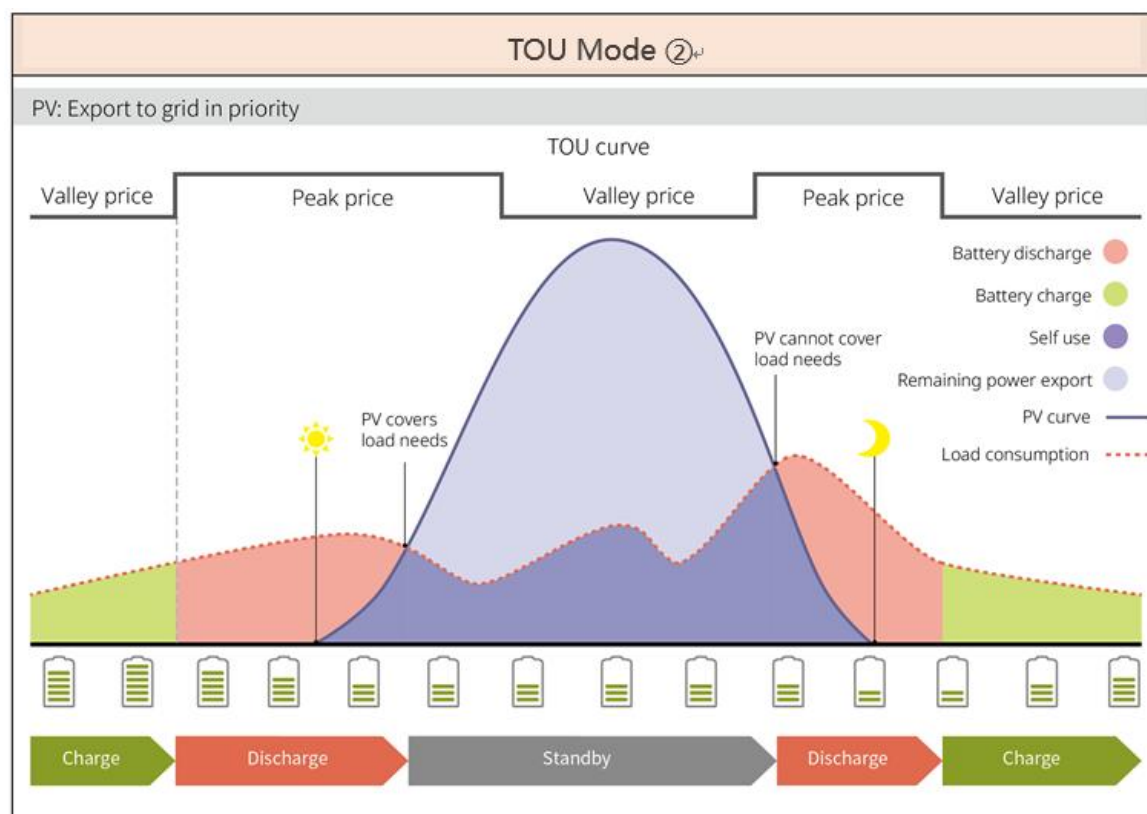 TOU Mode ②↵
PV: Export to grid in priority
TOU curve
Valley price
Peak price
Valley price
Peak price
Valley price
Battery discharge
Battery charge
Self use
Remaining power export
PV curve
Load consumption
PV cannot cover
load needs
PV covers
load needs
Charge
Discharge
Standby
Discharge
Charge